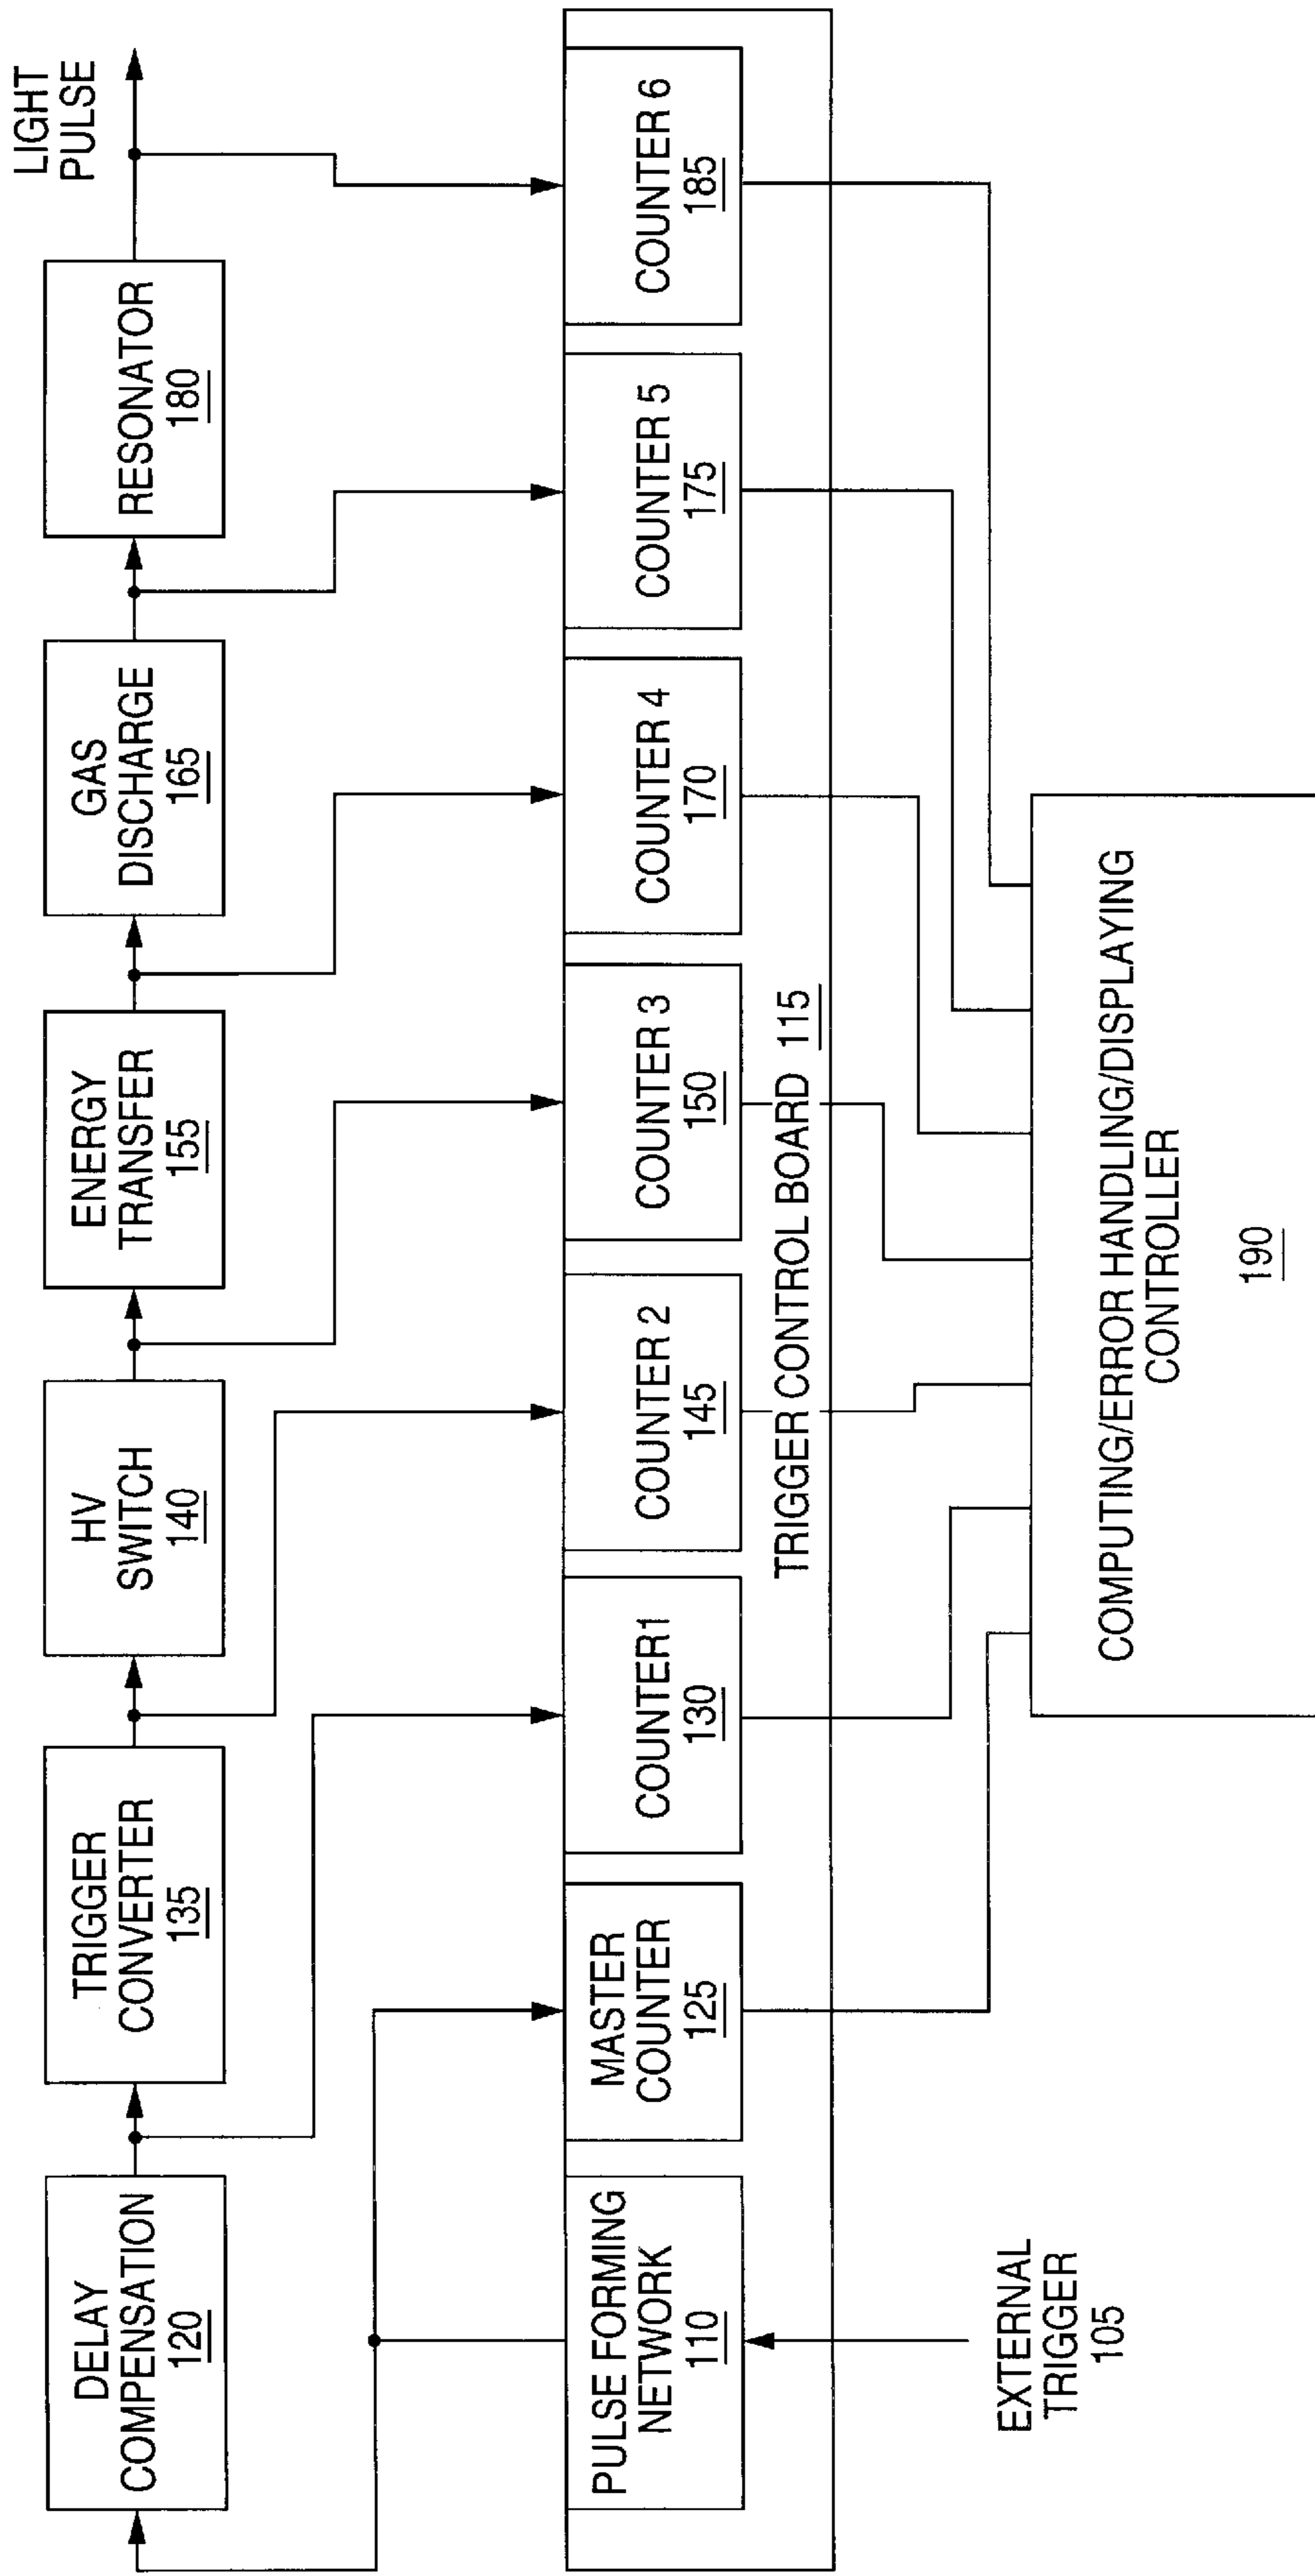 LIGHT
PULSE
DELAY
COMPENSATION
120
TRIGGER
CONVERTER
135
HV
SWITCH
140
ENERGY
TRANSFER
155
GAS
DISCHARGE
165
RESONATOR
180
PULSE FORMING
NETWORK
110
MASTER
COUNTER
125
COUNTER1
130
COUNTER 2
145
COUNTER 3
150
COUNTER 4
170
COUNTER 5
175
COUNTER 6
185
TRIGGER CONTROL BOARD 115
EXTERNAL
TRIGGER
105
COMPUTING/ERROR HANDLING/DISPLAYING
CONTROLLER
190